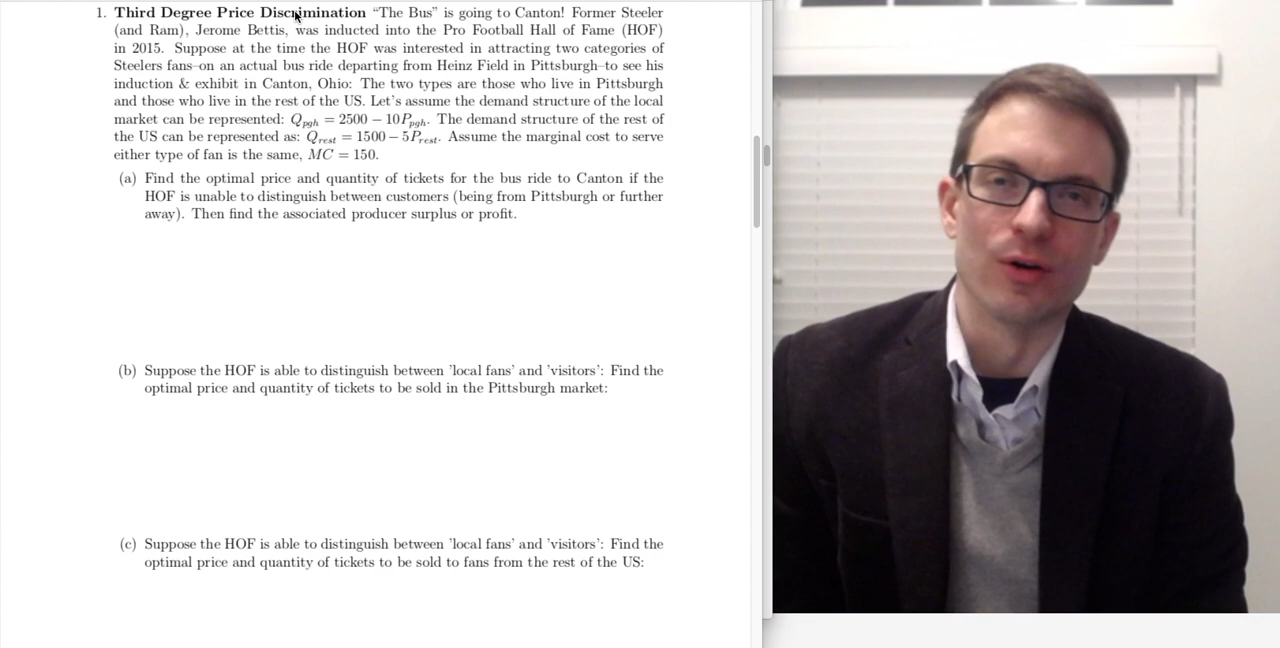 1. Third Degree Price Discrimination “The Bus” is going to Canton! Former Steeler
(and Ram), Jerome Bettis, was inducted into the Pro Football Hall of Fame (HOF)
in 2015. Suppose at the time the HOF was interested in attracting two categories of
Steelers fans–on an actual bus ride departing from Heinz Field in Pittsburgh–to see his
induction & exhibit in Canton, Ohio: The two types are those who live in Pittsburgh
and those who live in the rest of the US. Let’s assume the demand structure of the local
market can be represented: Qpgh = 2500 − 10Ppgh. The demand structure of the rest of
the US can be represented as: Qrest = 1500 − 5Prest. Assume the marginal cost to serve
either type of fan is the same, MC = 150.
(a) Find the optimal price and quantity of tickets for the bus ride to Canton if the
HOF is unable to distinguish between customers (being from Pittsburgh or further
away). Then find the associated producer surplus or profit.
(b) Suppose the HOF is able to distinguish between ’local fans’ and ’visitors’: Find the
optimal price and quantity of tickets to be sold in the Pittsburgh market:
(c) Suppose the HOF is able to distinguish between ’local fans’ and ’visitors’: Find the
optimal price and quantity of tickets to be sold to fans from the rest of the US: